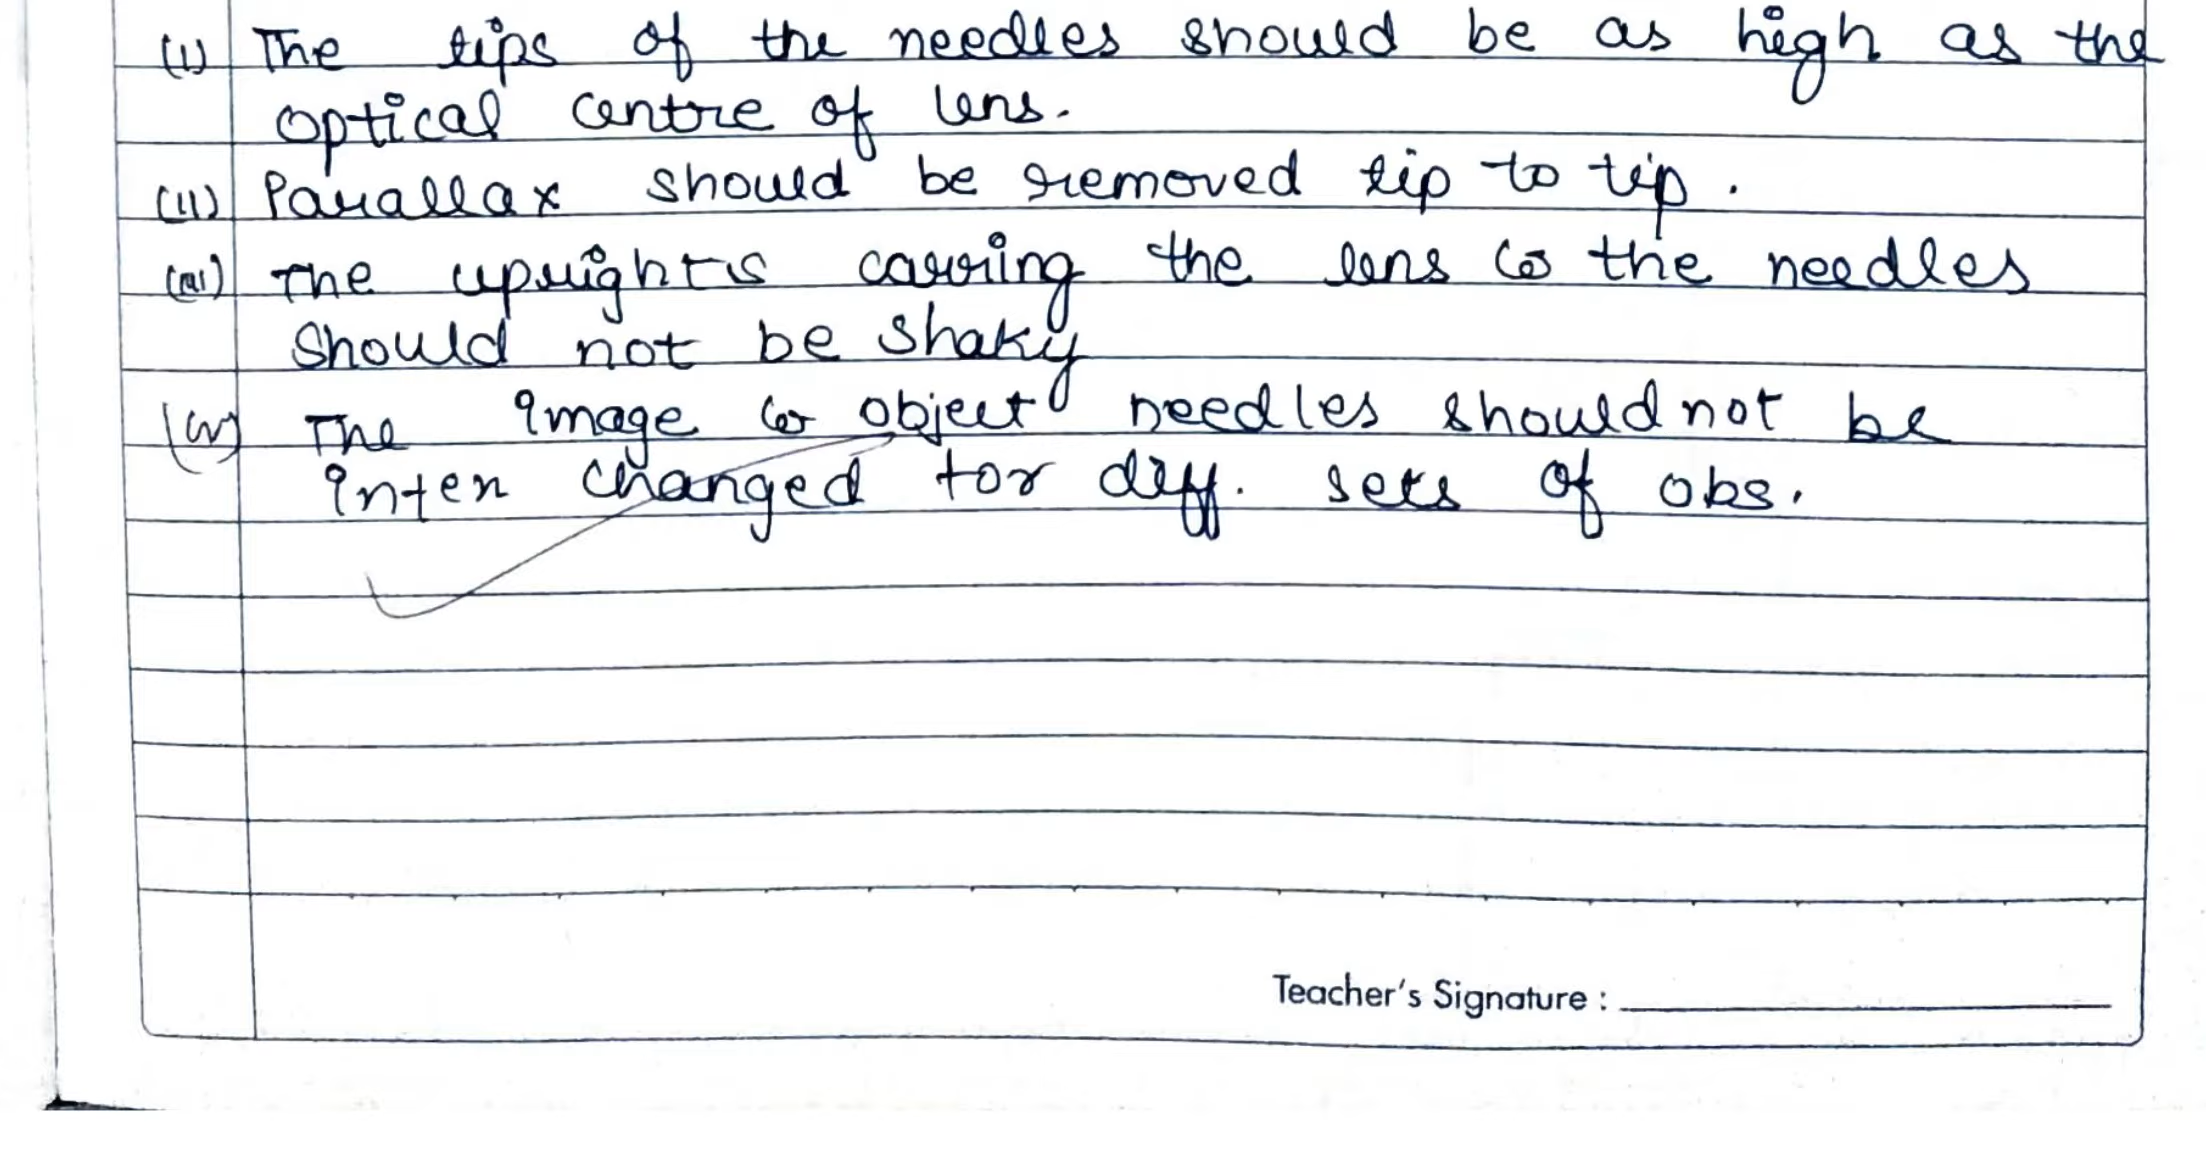 (i) The tips of the needles should be as high as the
optical centre of lens.
(ii) Parallax should be removed tip to tip.
(iii) The uprights carriing the lens & the needles
should not be shaky
(iv) The image & object needles should not be
inter changed for diff. sets of obs.
Teacher's Signature :